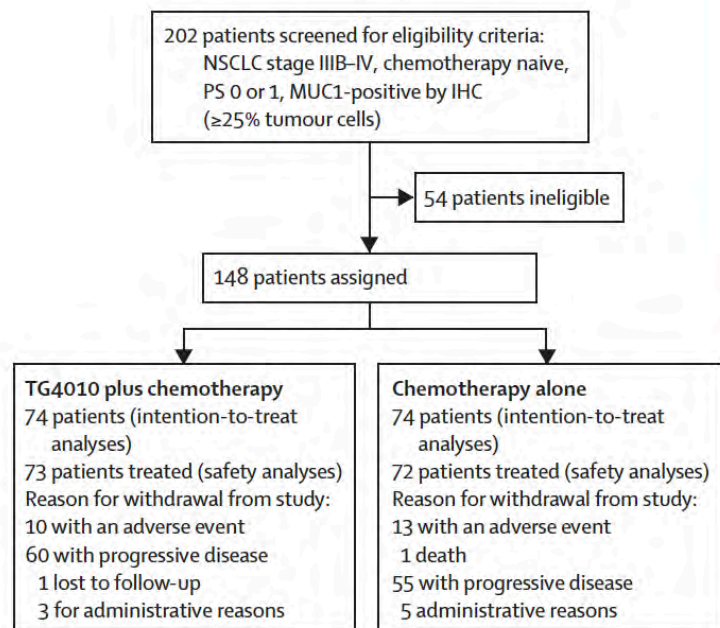 202 patients screened for eligibility criteria:
NSCLC stage IIIB–IV, chemotherapy naive,
PS 0 or 1, MUC1-positive by IHC
(≥25% tumour cells)
54 patients ineligible
148 patients assigned
TG4010 plus chemotherapy
74 patients (intention-to-treat
analyses)
73 patients treated (safety analyses)
Reason for withdrawal from study:
10 with an adverse event
60 with progressive disease
1 lost to follow-up
3 for administrative reasons
Chemotherapy alone
74 patients (intention-to-treat
analyses)
72 patients treated (safety analyses)
Reason for withdrawal from study:
13 with an adverse event
1 death
55 with progressive disease
5 administrative reasons